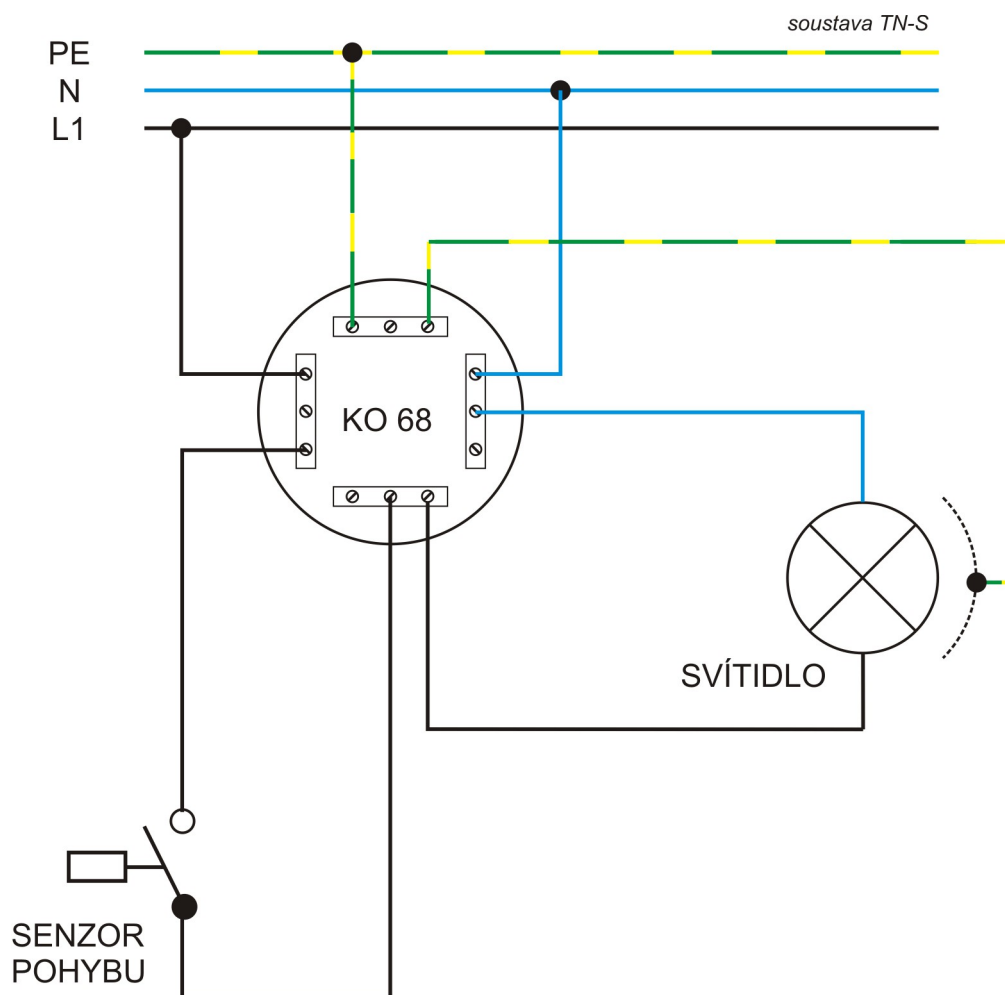 soustava TN-S
PE
N
L1
KO 68
SVÍTIDLO
SENZOR
POHYBU